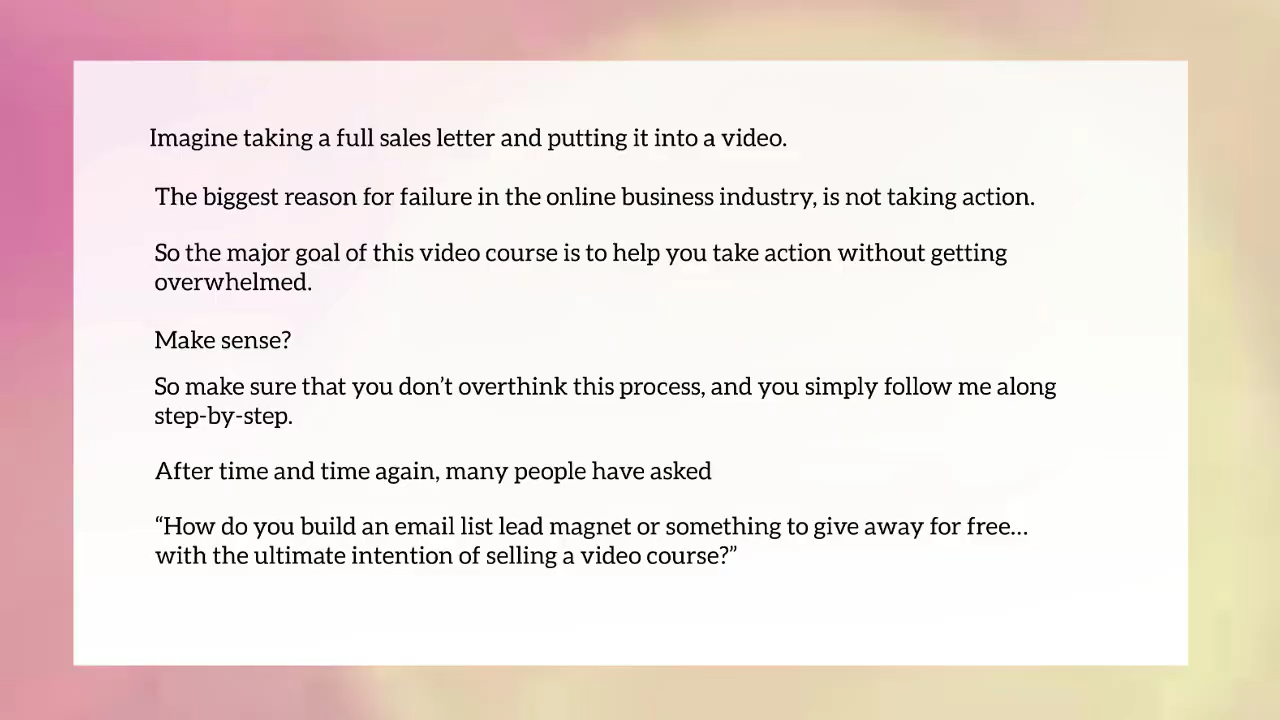 Imagine taking a full sales letter and putting it into a video.
The biggest reason for failure in the online business industry, is not taking action.
So the major goal of this video course is to help you take action without getting
overwhelmed.
Make sense?
So make sure that you don’t overthink this process, and you simply follow me along
step-by-step.
After time and time again, many people have asked
“How do you build an email list lead magnet or something to give away for free…
with the ultimate intention of selling a video course?”